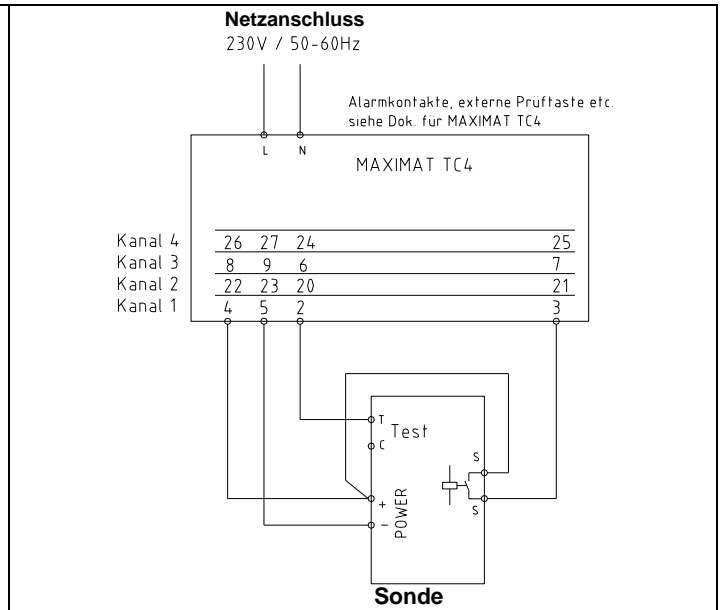 Netzanschluss
230V / 50-60Hz
Alarmkontakte, externe Prüftaste etc.
siehe Dok. für MAXIMAT TC4
L N
MAXIMAT TC4
Kanal 4 26 27 24 25
Kanal 3 8 9 6 7
Kanal 2 22 23 20 21
Kanal 1 4 5 2 3
T Test
C
S
+
POWER
S
-
Sonde